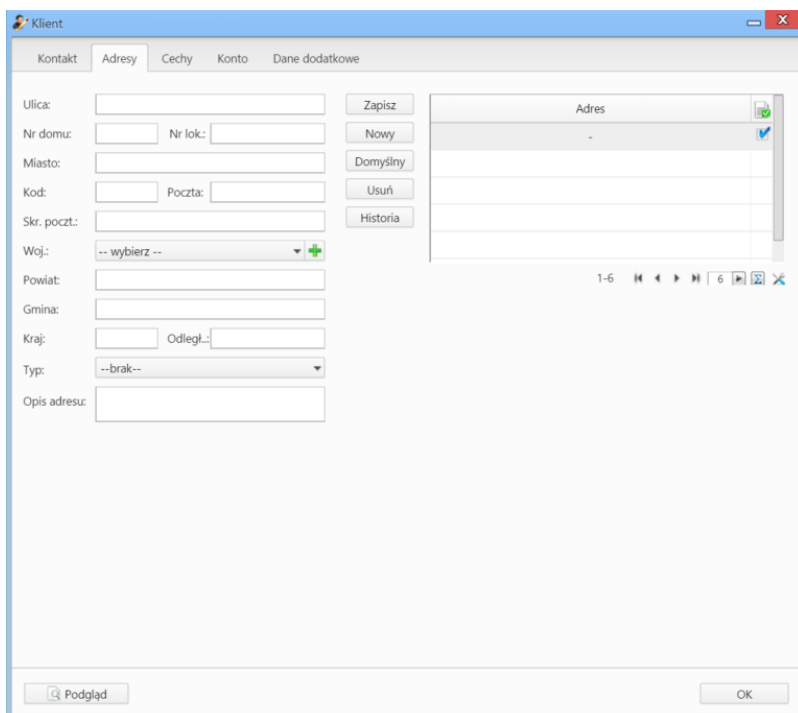 Klient
Kontakt Adresy Cechy Konto Dane dodatkowe
Ulica: Zapisz Adres
Nr domu: Nr lok.: Nowy -
Miasto: Domyślny
Kod: Poczta: Usuń
Skr. poczt.: Historia
Woj.: -- wybierz --
Powiat: 1-6 6 Σ
Gmina:
Kraj: Odległ..:
Typ: --brak--
Opis adresu:
Podgląd OK